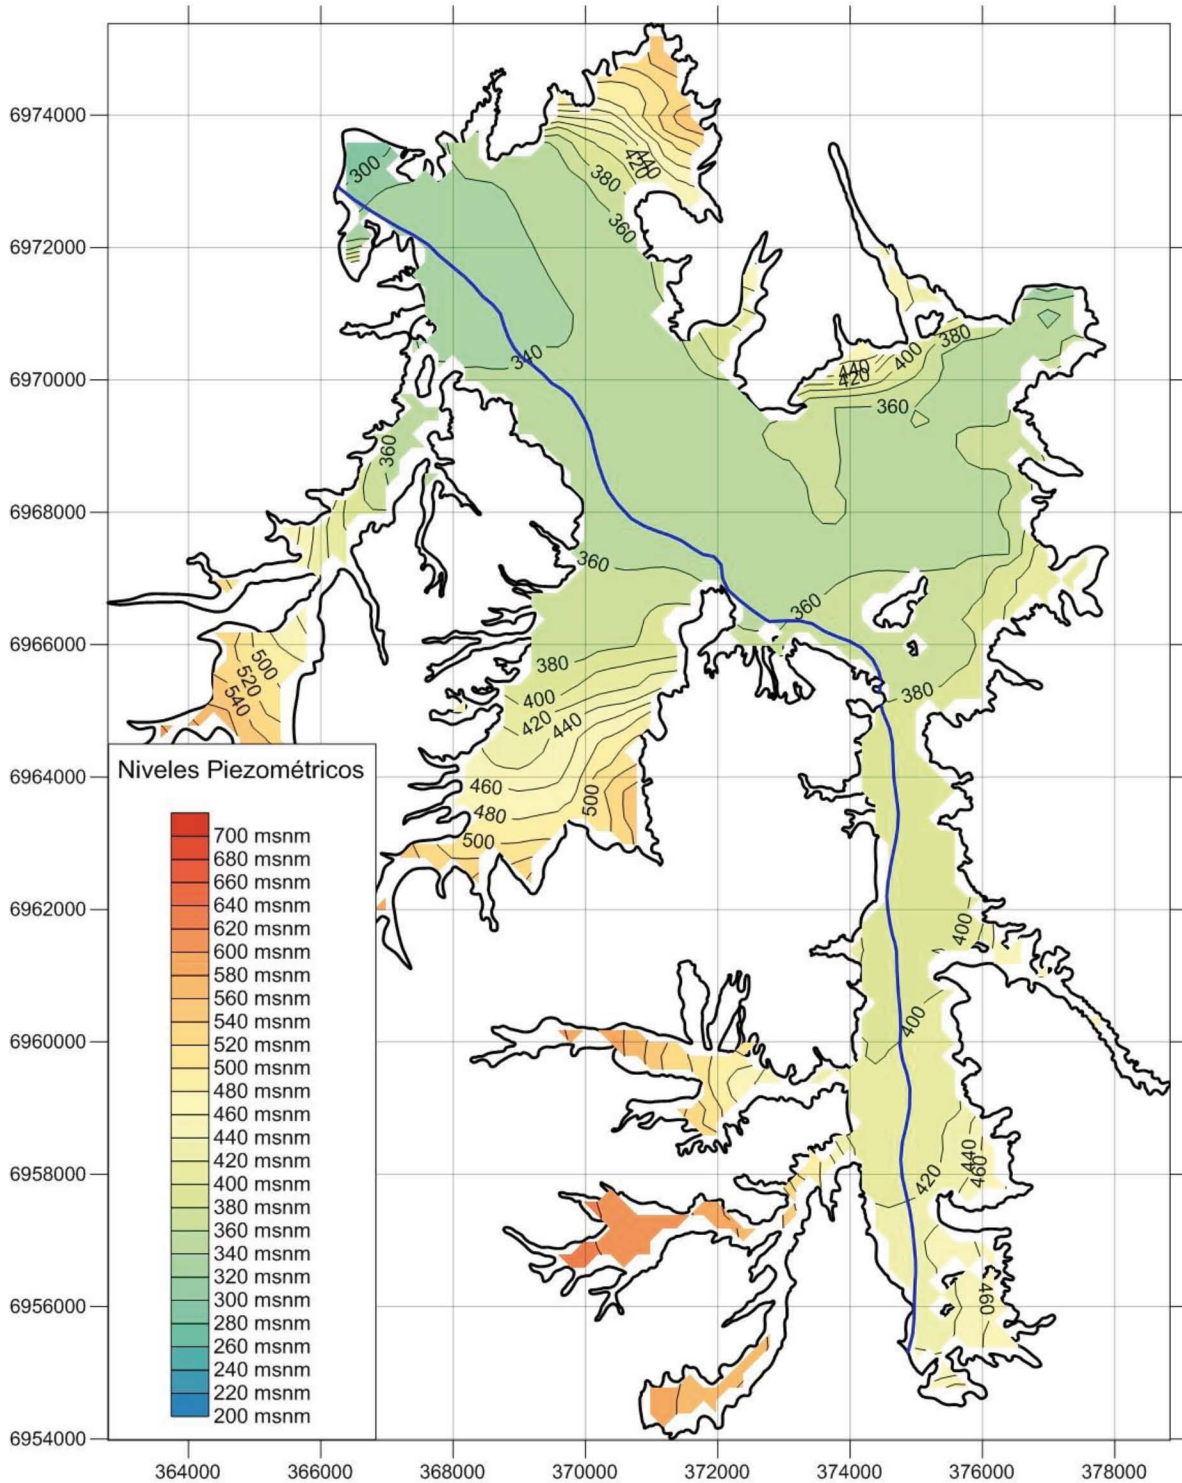 6974000
300
420
440
380
360
6972000
380
400
440
420
6970000
340
360
360
6968000
360
360
6966000
500
520
540
380
380
400
420
440
6964000
Niveles Piezométricos
460
500
480
500
700 msnm
680 msnm
660 msnm
640 msnm
620 msnm
600 msnm
580 msnm
560 msnm
540 msnm
520 msnm
500 msnm
480 msnm
460 msnm
440 msnm
420 msnm
400 msnm
380 msnm
360 msnm
340 msnm
320 msnm
300 msnm
280 msnm
260 msnm
240 msnm
220 msnm
200 msnm
6962000
400
400
6960000
440
460
420
6958000
460
6956000
6954000
364000 366000 368000 370000 372000 374000 376000 378000